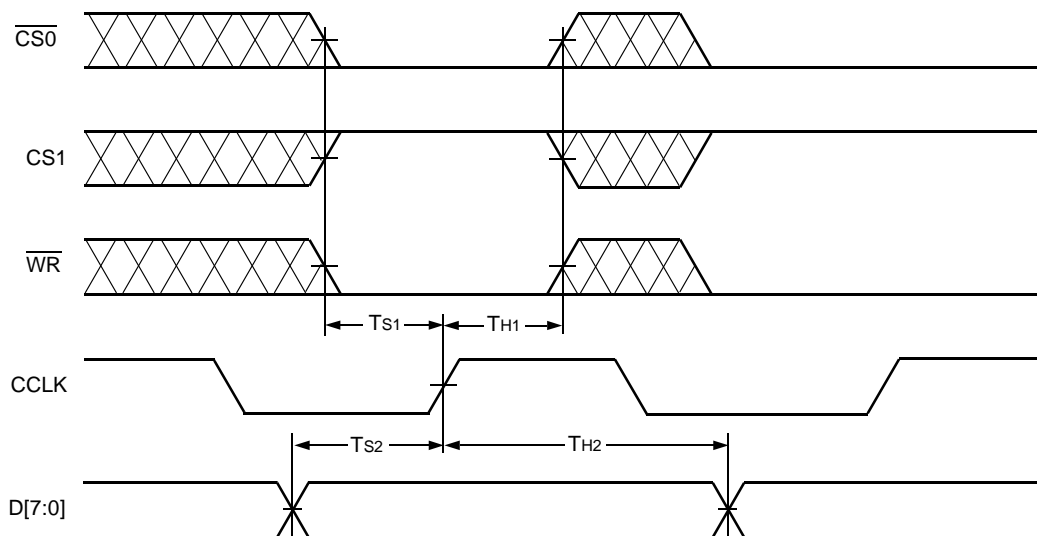 CS0
CS1
WR
TS1 TH1
CCLK
TS2 TH2
D[7:0]